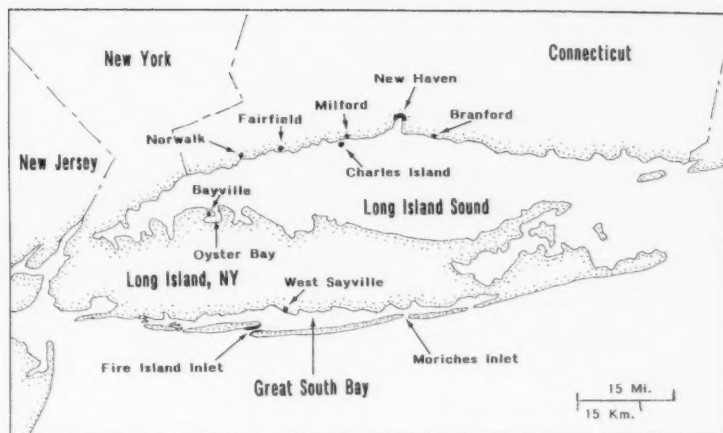 New York
Connecticut
New Haven
Milford
Branford
Fairfield
Norwalk
New Jersey
Charles Island
Bayville
Long Island Sound
Oyster Bay
Long Island, NY
West Sayville
Fire Island Inlet
Moriches Inlet
Great South Bay
15 Mi.
15 Km.